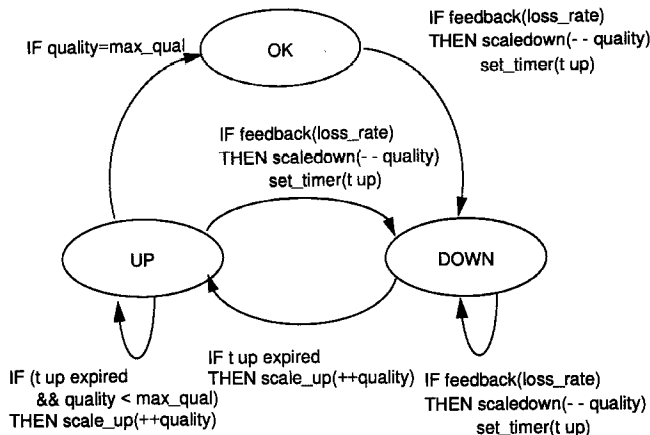 IF quality=max_qual
OK
IF feedback(loss_rate)
THEN scaledown(- - quality)
set_timer(t up)
IF feedback(loss_rate)
THEN scaledown(- - quality)
set_timer(t up)
UP
DOWN
IF t up expired
THEN scale_up(++quality)
IF (t up expired
&& quality < max_qual)
THEN scale_up(++quality)
IF feedback(loss_rate)
THEN scaledown(- - quality)
set_timer(t up)